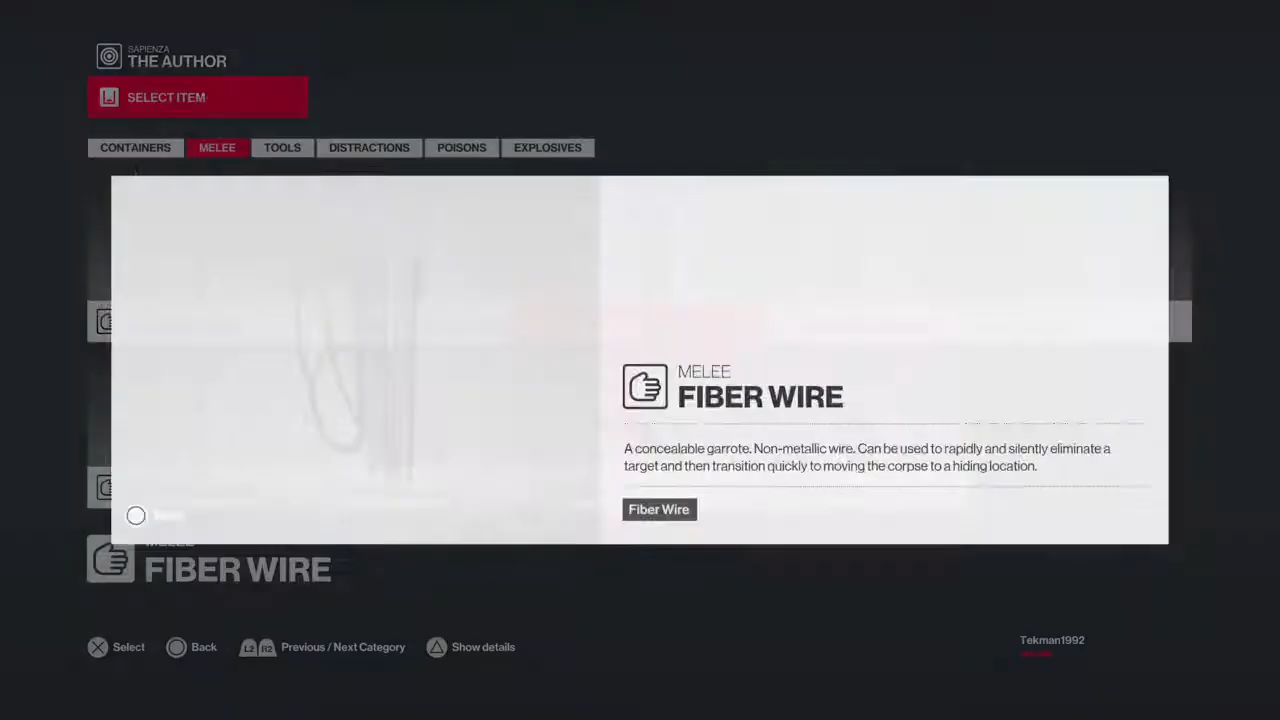 SAPIENZA
THE AUTHOR
SELECT ITEM
CONTAINERS MELEE TOOLS DISTRACTIONS POISONS EXPLOSIVES
MELEE
FIBER WIRE
A concealable garrote. Non-metallic wire. Can be used to rapidly and silently eliminate a
target and then transition quickly to moving the corpse to a hiding location.
Fiber Wire
FIBER WIRE
Select Back L2 R2 Previous / Next Category Show details
Tekman1992